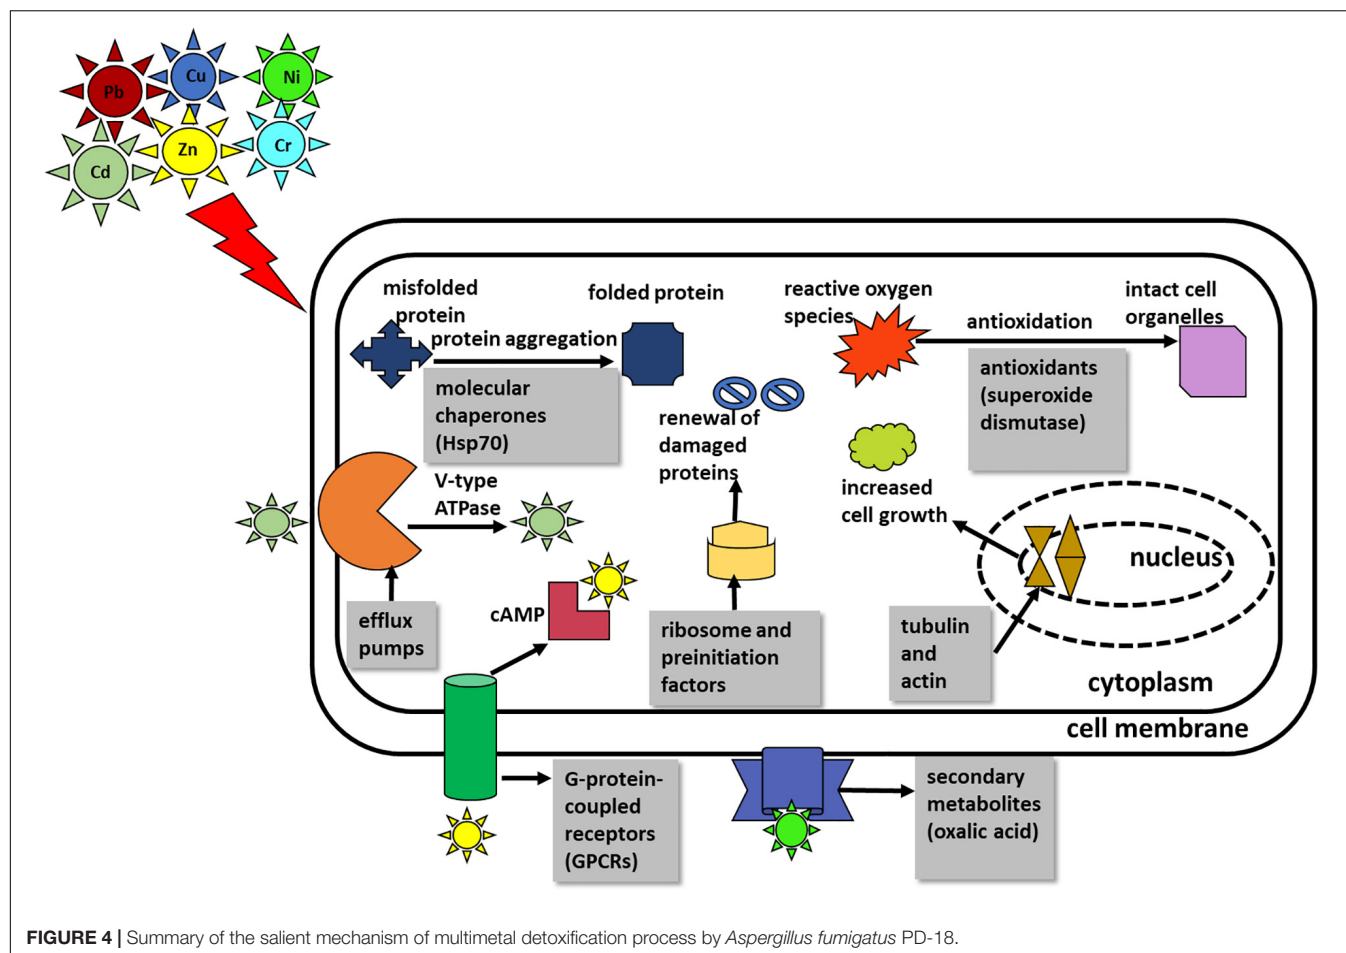 Pb
Cu
Ni
Cd
Zn
Cr
misfolded
protein
protein aggregation
folded protein
molecular
chaperones
(Hsp70)
reactive oxygen
species
antioxidation
intact cell
organelles
antioxidants
(superoxide
dismutase)
renewal of
damaged
proteins
increased
cell growth
V-type
ATPase
nucleus
efflux
pumps
cAMP
ribosome and
preinitiation
factors
tubulin
and
actin
cytoplasm
cell membrane
G-protein-
coupled
receptors
(GPCRs)
secondary
metabolites
(oxalic acid)
FIGURE 4 | Summary of the salient mechanism of multimetal detoxification process by Aspergillus fumigatus PD-18.